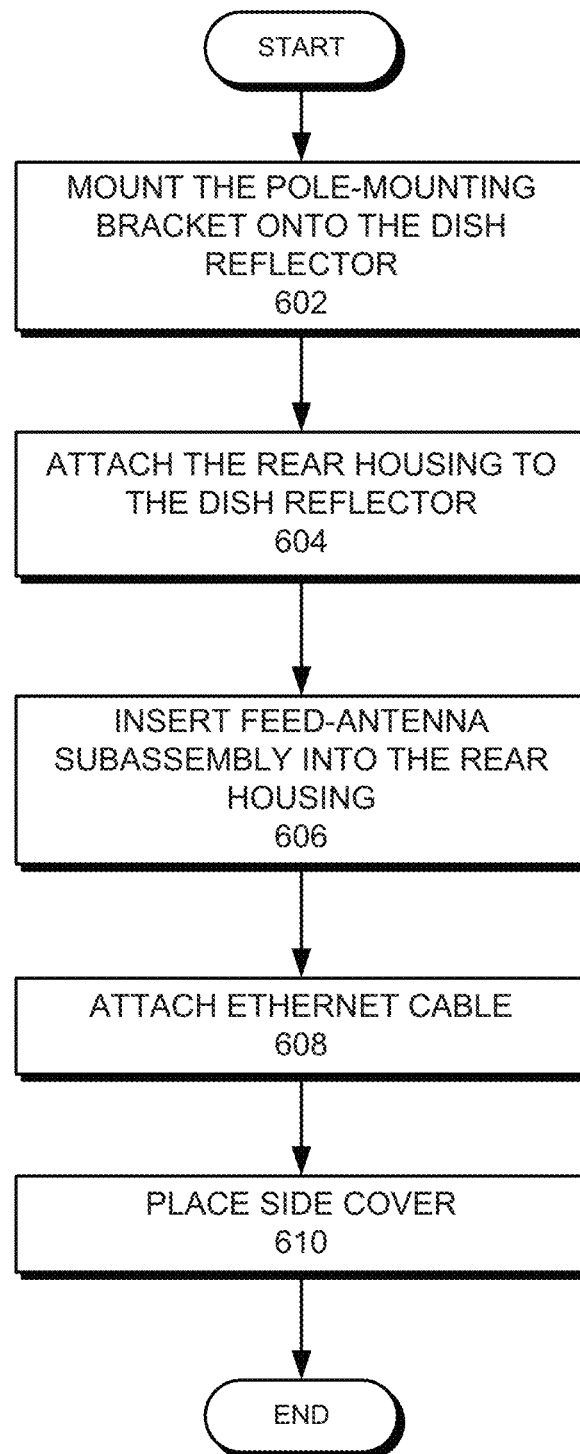 START
MOUNT THE POLE-MOUNTING
BRACKET ONTO THE DISH
REFLECTOR
602
ATTACH THE REAR HOUSING TO
THE DISH REFLECTOR
604
INSERT FEED-ANTENNA
SUBASSEMBLY INTO THE REAR
HOUSING
606
ATTACH ETHERNET CABLE
608
PLACE SIDE COVER
610
END